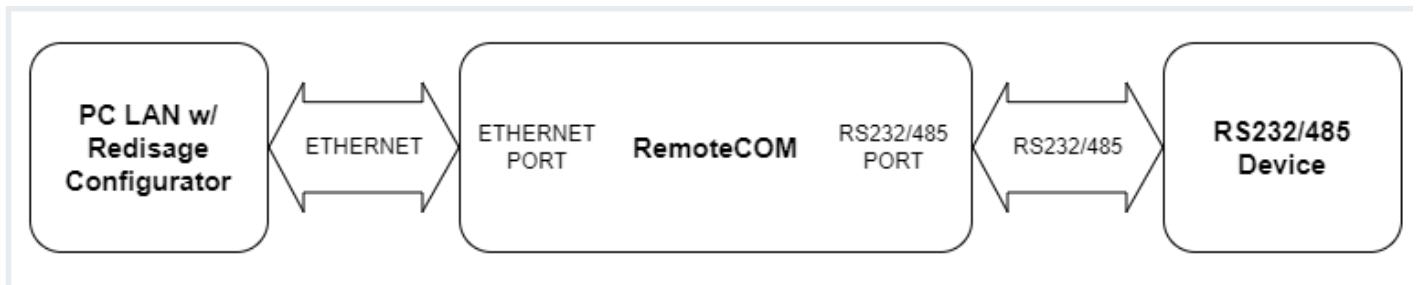 PC LAN w/
Redisage
Configurator
ETHERNET
ETHERNET
PORT
RemoteCOM
RS232/485
PORT
RS232/485
RS232/485
Device